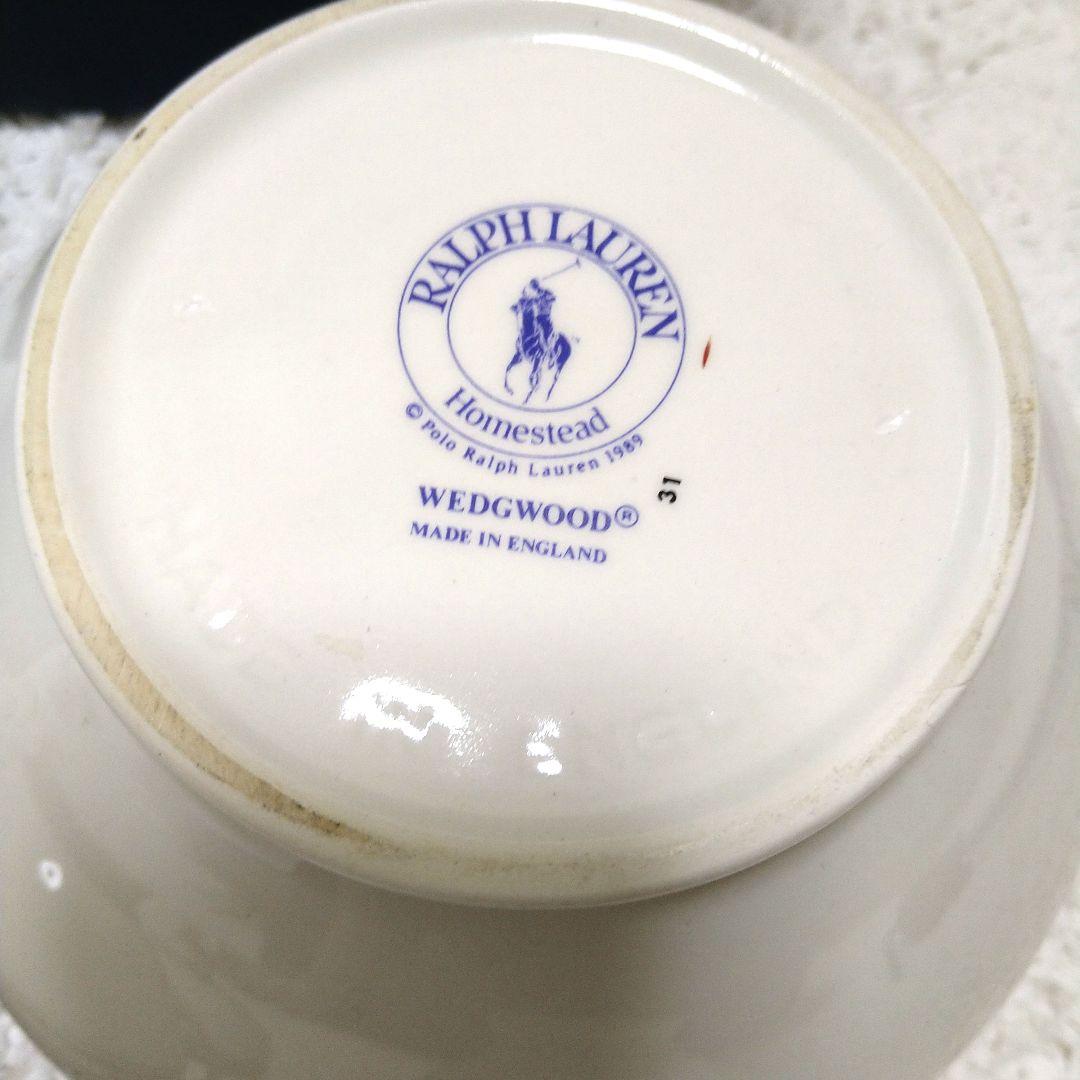 RALPH LAUREN
Homestead
© Polo Ralph Lauren 1989
WEDGWOOD®
MADE IN ENGLAND
31